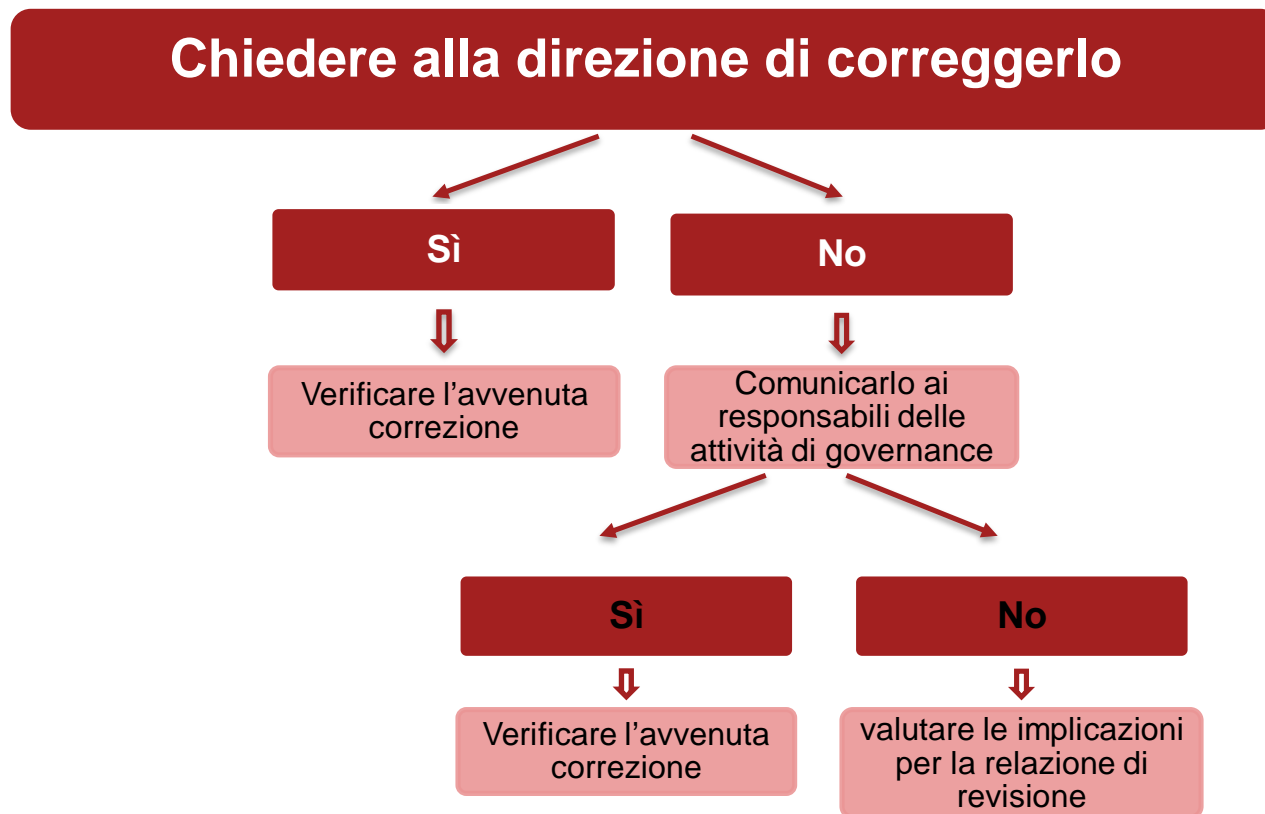 Chiedere alla direzione di correggerlo
Sì
No
Verificare l’avvenuta
correzione
Comunicarlo ai
responsabili delle
attività di governance
Sì
No
Verificare l’avvenuta
correzione
valutare le implicazioni
per la relazione di
revisione